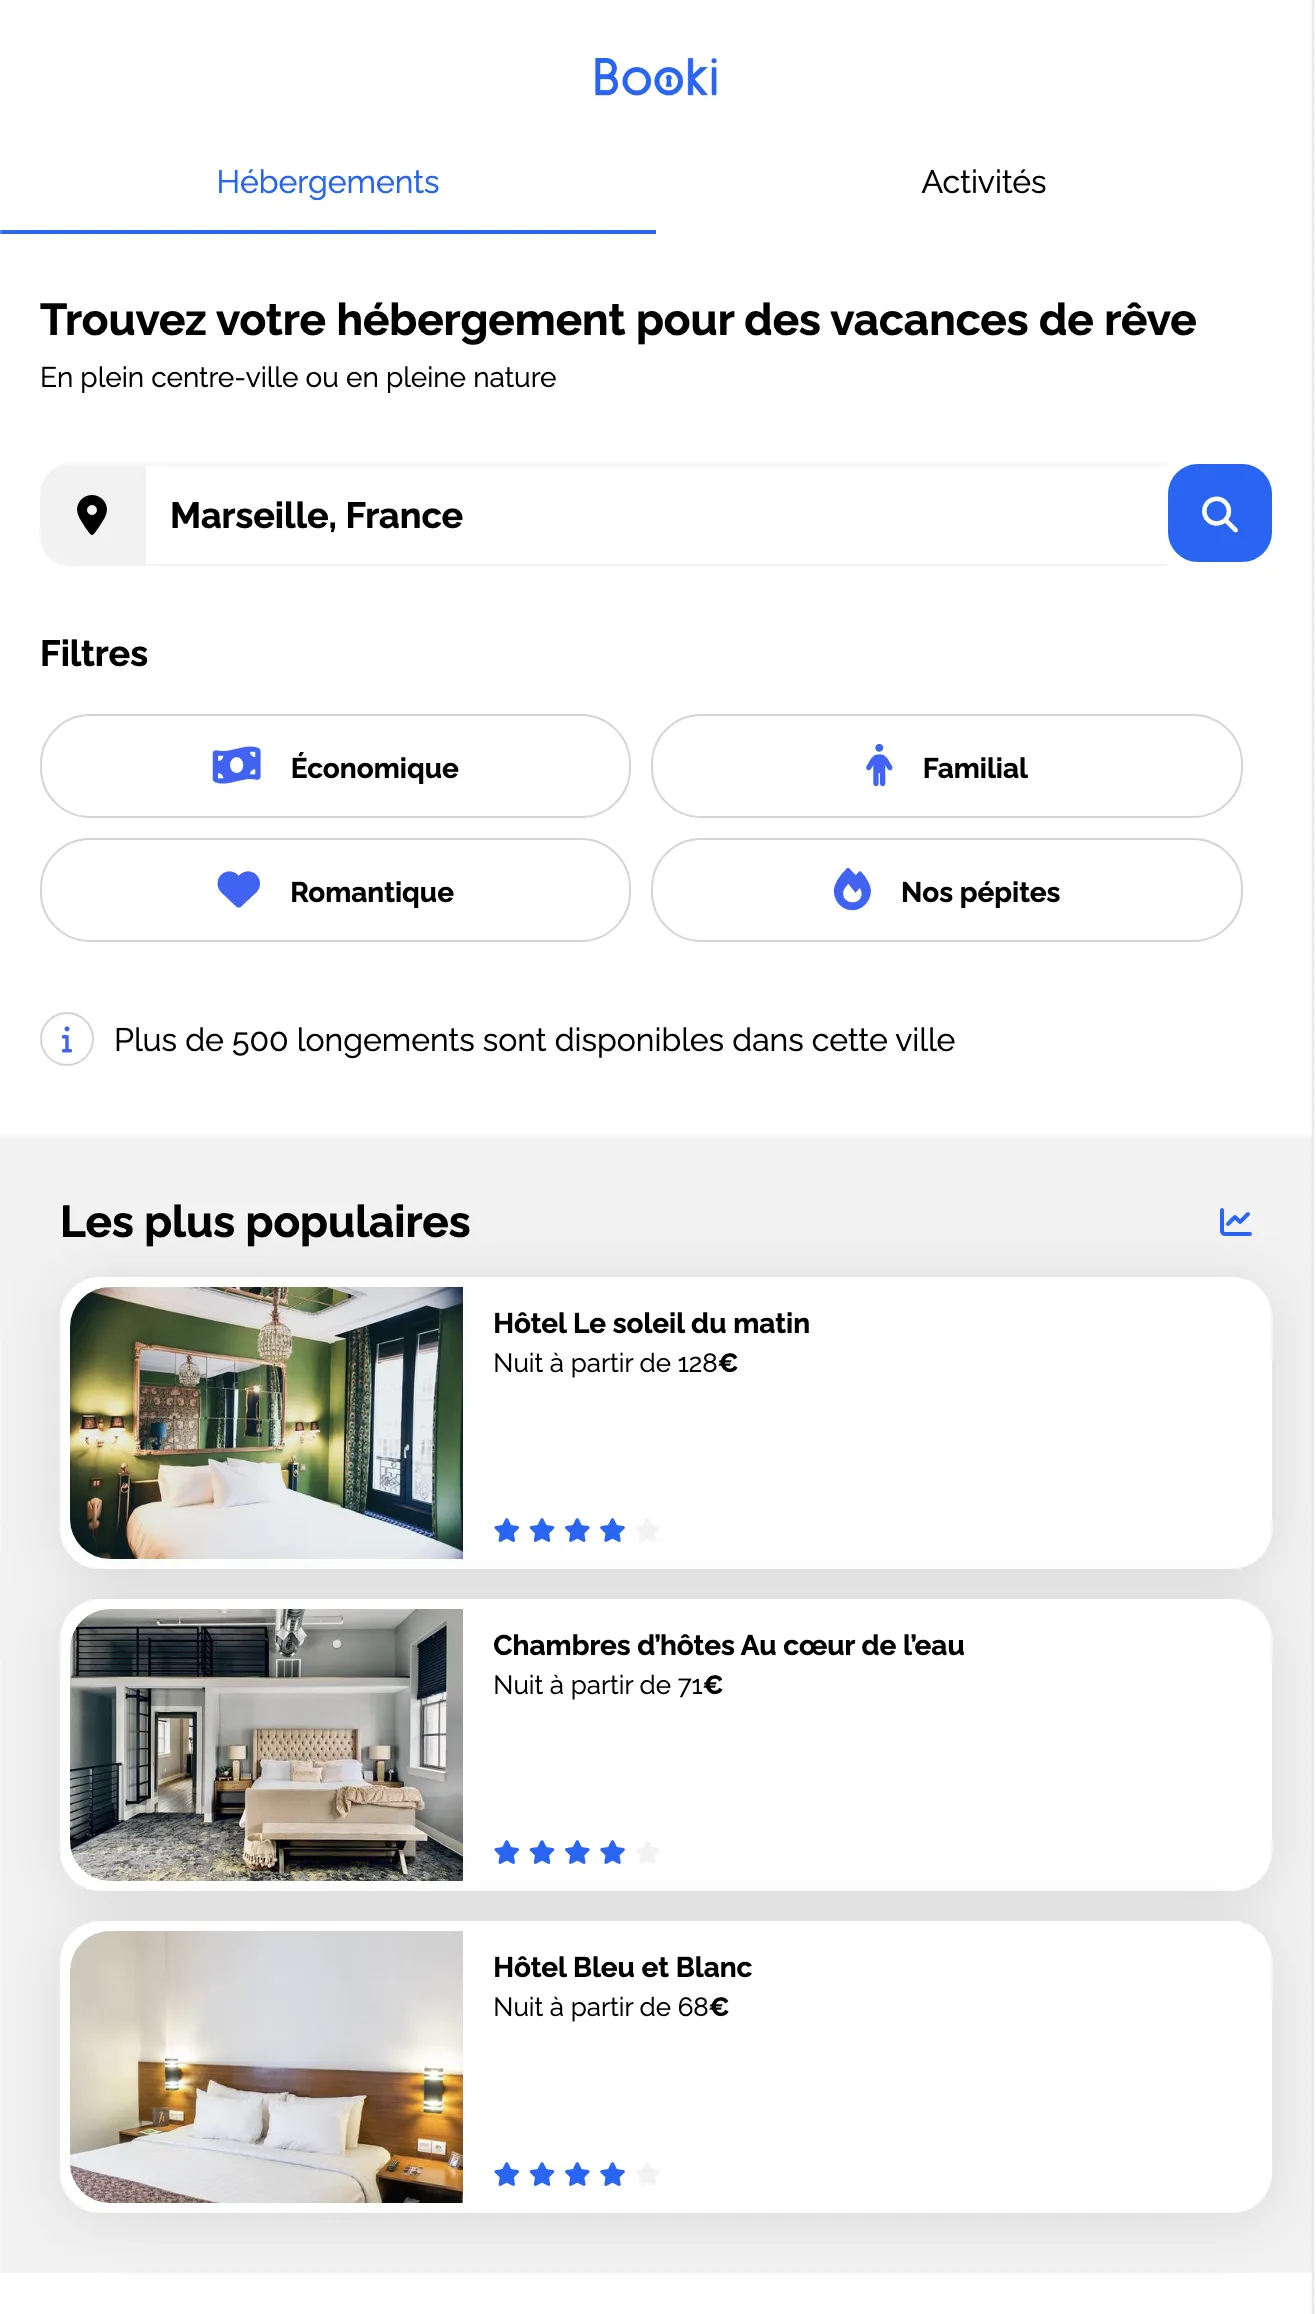 Booki
Hébergements
Activités
Trouvez votre hébergement pour des vacances de rêve
En plein centre-ville ou en pleine nature
Marseille, France
Filtres
Économique
Familial
Romantique
Nos pépites
Plus de 500 longements sont disponibles dans cette ville
Les plus populaires
Hôtel Le soleil du matin
Nuit à partir de 128€
Chambres d’hôtes Au cœur de l’eau
Nuit à partir de 71€
Hôtel Bleu et Blanc
Nuit à partir de 68€